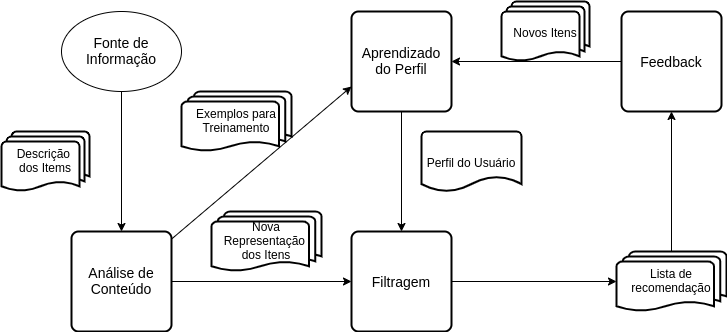 Fonte de
Informação
Aprendizado
do Perfil
Novos Itens
Feedback
Exemplos para
Treinamento
Descrição
dos Items
Perfil do Usuário
Nova
Representação
dos Itens
Análise de
Conteúdo
Filtragem
Lista de
recomendação